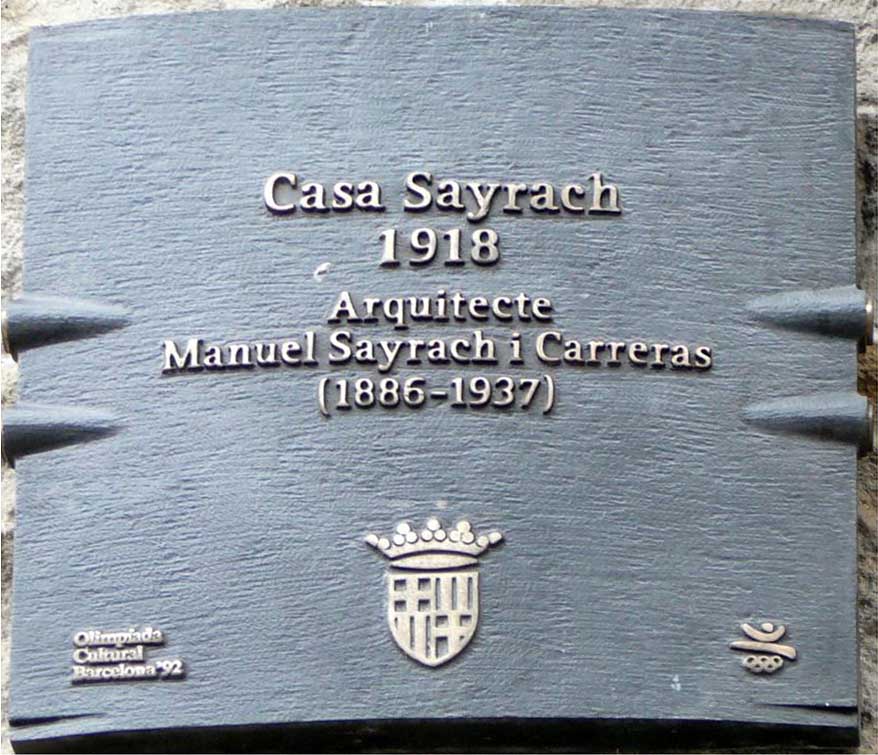 Casa Sayrach
1918
Arquitecte
Manuel Sayrach i Carreras
(1886-1937)
Olimpíada
Cultural
Barcelona'92